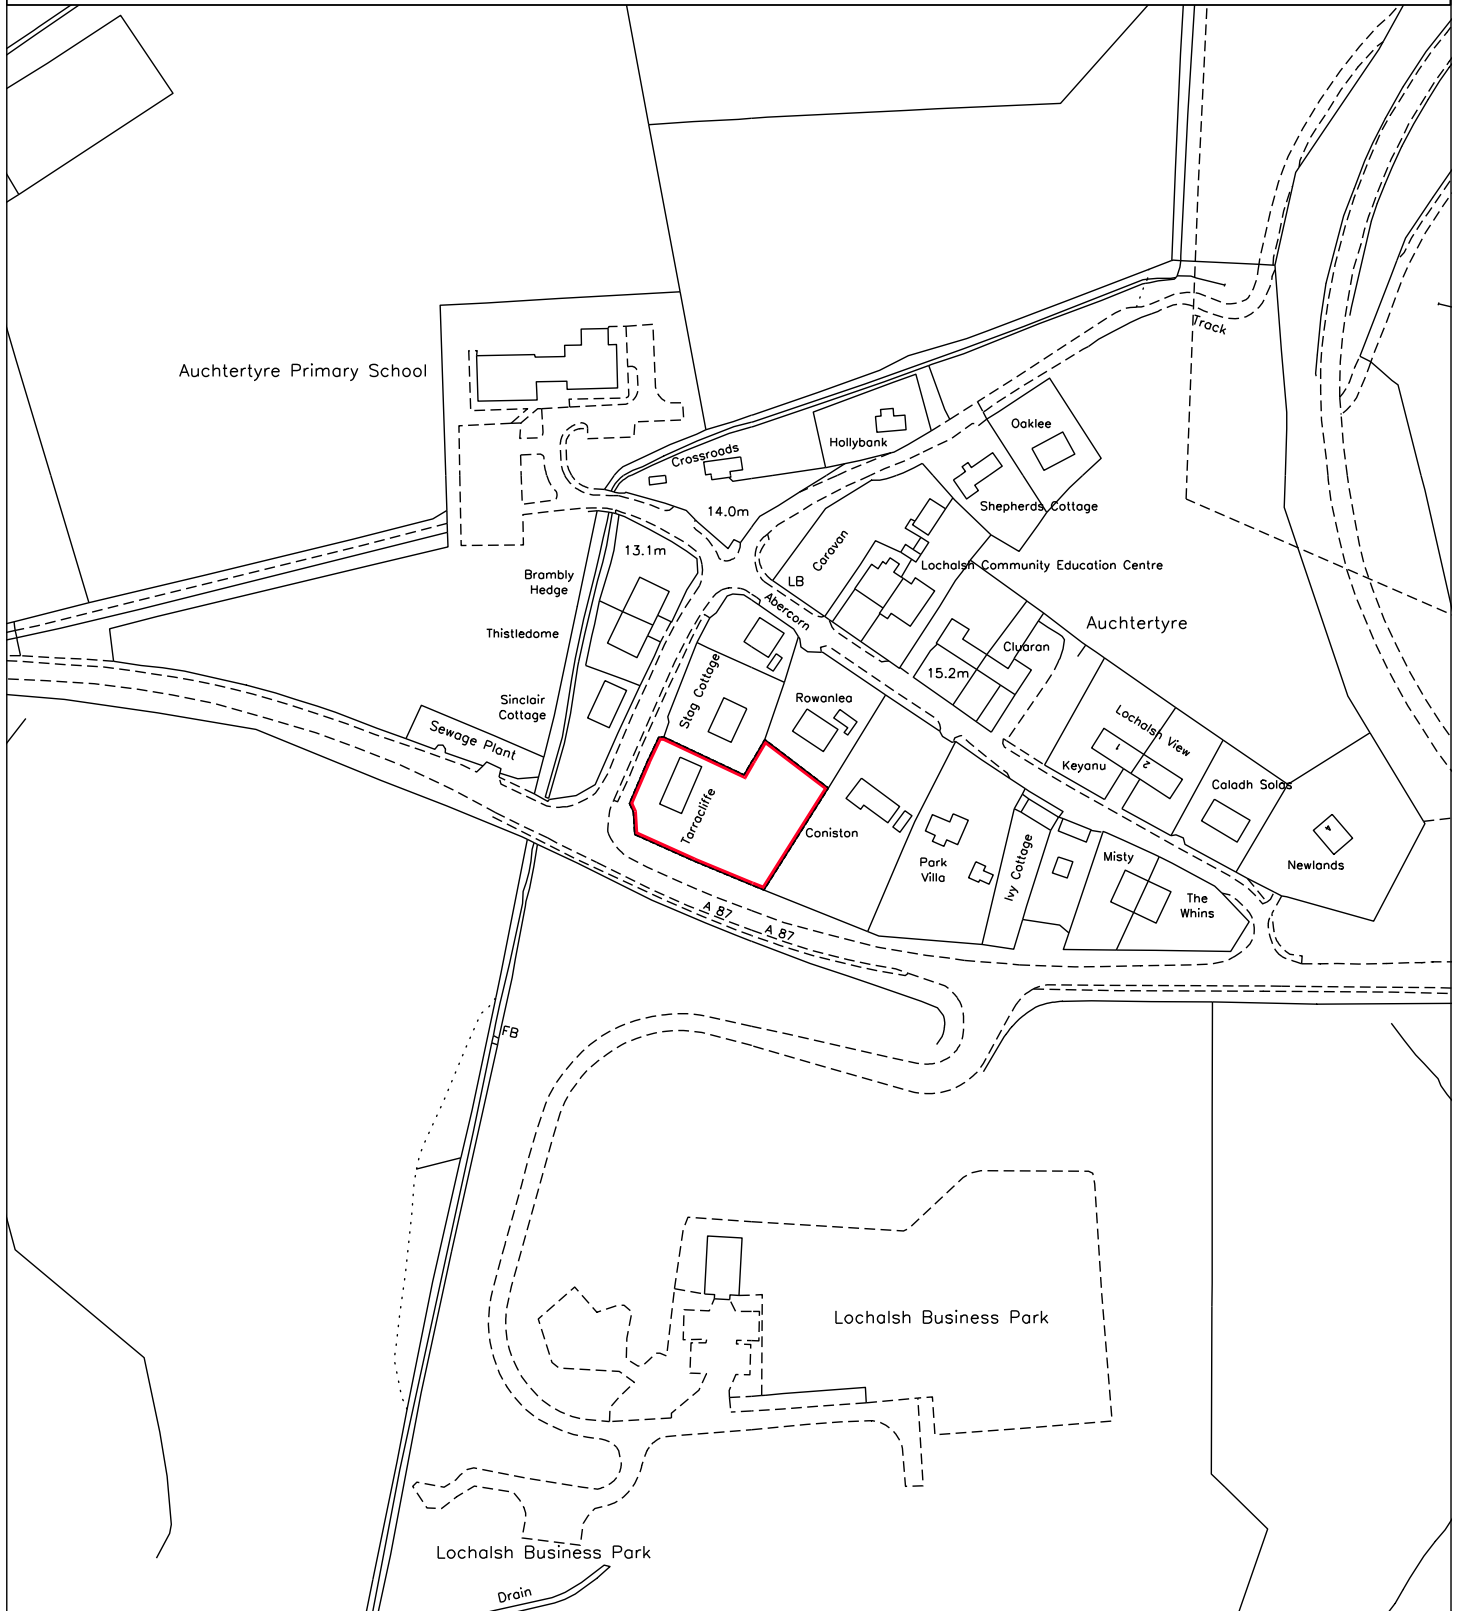 Track
Auchtertyre Primary School
Oaklee
Hollybank
Crossroads
Shepherds Cottage
14.0m
13.1m
Caravan
Lochalsh Community Education Centre
Brambly
Hedge
LB
Abercorn
Auchtertyre
Thistledome
Cluaran
15.2m
Stag Cottage
Rowanlea
Sinclair
Cottage
Sewage Plant
Lochalsh View
1
2
Keyanu
Caladh Solas
Tarracliffe
Coniston
4
Newlands
Park
Villa
Ivy Cottage
Misty
The
Whins
A 87
A 87
FB
Lochalsh Business Park
Lochalsh Business Park
Drain